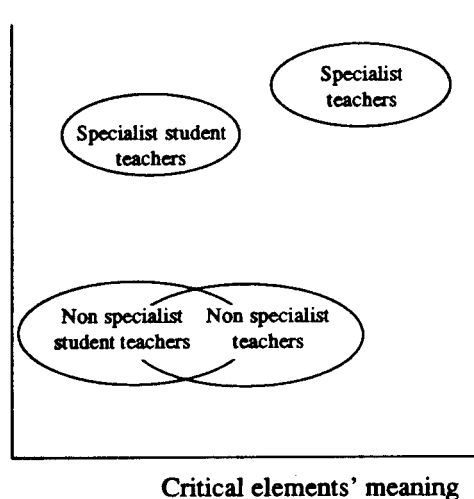 Specialist
teachers
Specialist student
teachers
Non specialist
student teachers
Non specialist
teachers
Critical elements' meaning